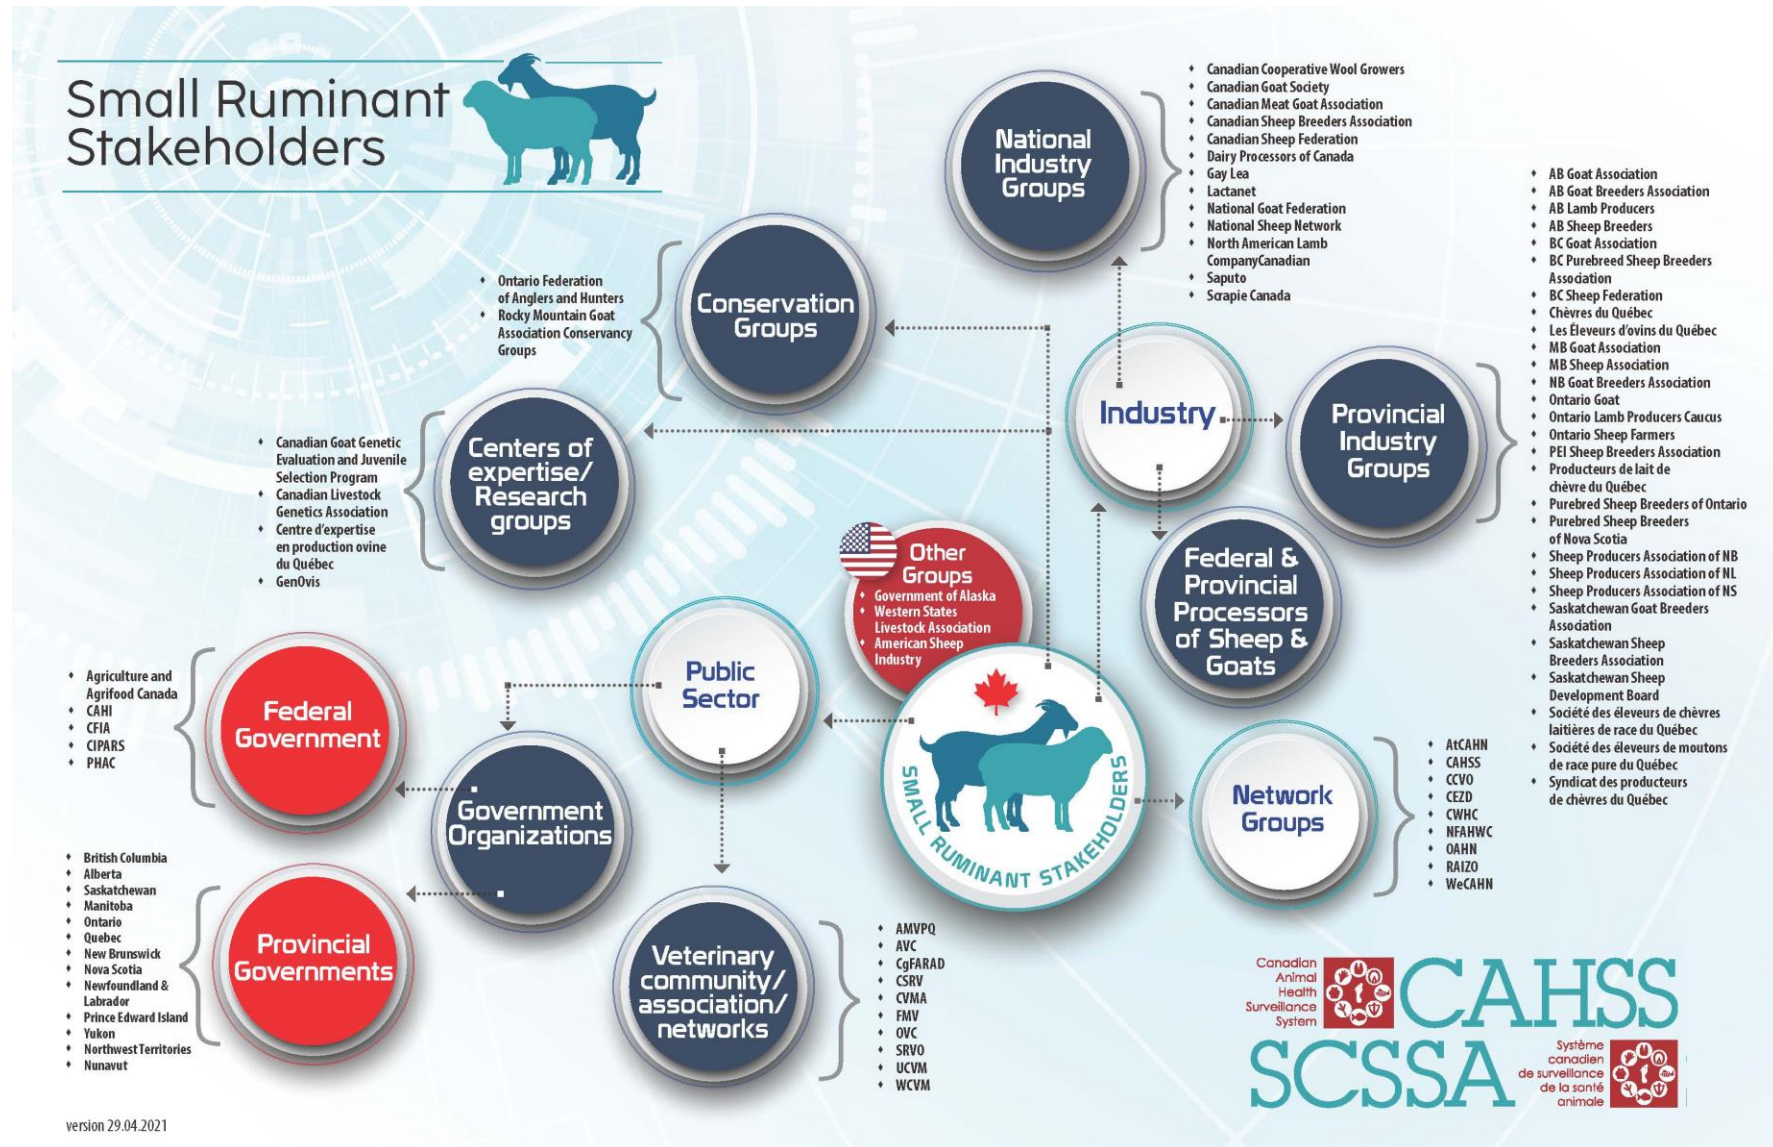 Small Ruminant
Stakeholders
National
Industry
Groups
♦ Canadian Cooperative Wool Growers
♦ Canadian Goat Society
♦ Canadian Meat Goat Association
♦ Canadian Sheep Breeders Association
♦ Canadian Sheep Federation
♦ Dairy Processors of Canada
♦ Gay Lea
♦ Lactanet
♦ National Goat Federation
♦ National Sheep Network
♦ North American Lamb
CompanyCanadian
♦ Saputo
♦ Scrapie Canada
Conservation
Groups
♦ Ontario Federation
of Anglers and Hunters
♦ Rocky Mountain Goat
Association Conservancy
Groups
Centers of
expertise/
Research
groups
♦ Canadian Goat Genetic
Evaluation and Juvenile
Selection Program
♦ Canadian Livestock
Genetics Association
♦ Centre d'expertise
en production ovine
du Québec
♦ GenOvis
Industry
Provincial
Industry
Groups
♦ AB Goat Association
♦ AB Goat Breeders Association
♦ AB Lamb Producers
♦ AB Sheep Breeders
♦ BC Goat Association
♦ BC Purebreed Sheep Breeders
Association
♦ BC Sheep Federation
♦ Chèvres du Québec
♦ Les Éleveurs d'ovins du Québec
♦ MB Goat Association
♦ MB Sheep Association
♦ NB Goat Breeders Association
♦ Ontario Goat
♦ Ontario Lamb Producers Caucus
♦ Ontario Sheep Farmers
♦ PEI Sheep Breeders Association
♦ Producteurs de lait de
chèvre du Québec
♦ Purebred Sheep Breeders of Ontario
♦ Purebred Sheep Breeders
of Nova Scotia
♦ Sheep Producers Association of NB
♦ Sheep Producers Association of NL
♦ Sheep Producers Association of NS
♦ Saskatchewan Goat Breeders
Association
♦ Saskatchewan Sheep
Breeders Association
♦ Saskatchewan Sheep
Development Board
♦ Société des éleveurs de chèvres
laitières de race du Québec
♦ Société des éleveurs de moutons
de race pure du Québec
♦ Syndicat des producteurs
de chèvres du Québec
Federal &
Provincial
Processors
of Sheep &
Goats
Other
Groups
♦ Government of Alaska
♦ Western States
Livestock Association
♦ American Sheep
Industry
Public
Sector
SMALL RUMINANT STAKEHOLDERS
Network
Groups
♦ AtCAHN
♦ CAHSS
♦ CCVO
♦ CEZD
♦ CWHC
♦ NFAHWC
♦ OAHN
♦ RAIZO
♦ WeCAHN
Federal
Government
♦ Agriculture and
Agrifood Canada
♦ CAHI
♦ CFIA
♦ CIPARS
♦ PHAC
Government
Organizations
Provincial
Governments
♦ British Columbia
♦ Alberta
♦ Saskatchewan
♦ Manitoba
♦ Ontario
♦ Quebec
♦ New Brunswick
♦ Nova Scotia
♦ Newfoundland &
Labrador
♦ Prince Edward Island
♦ Yukon
♦ Northwest Territories
♦ Nunavut
Veterinary
community/
association/
networks
♦ AMVPQ
♦ AVC
♦ CgFARAD
♦ CSRV
♦ CVMA
♦ FMV
♦ OVC
♦ SRVO
♦ UCVM
♦ WCVM
Canadian
Animal
Health
Surveillance
System
CAHSS
SCSSA
Système
canadien
de surveillance
de la santé
animale
version 29.04.2021